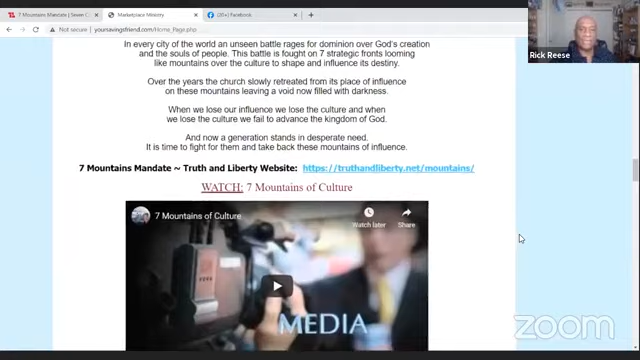 7 Mountains Mandate | Seven C
Marketplace Ministry
(20+) Facebook
Not secure | yoursavingsfriend.com/Home_Page.php
Rick Reese
In every city of the world an unseen battle rages for dominion over God's creation
and the souls of people. This battle is fought on 7 strategic fronts looming
like mountains over the culture to shape and influence its destiny.
Over the years the church slowly retreated from its place of influence
on these mountains leaving a void now filled with darkness.
When we lose our influence we lose the culture and when
we lose the culture we fail to advance the kingdom of God.
And now a generation stands in desperate need.
It is time to fight for them and take back these mountains of influence.
7 Mountains Mandate ~ Truth and Liberty Website: https://truthandliberty.net/mountains/
WATCH: 7 Mountains of Culture
7 Mountains of Culture
Watch later
Share
MEDIA
zoom